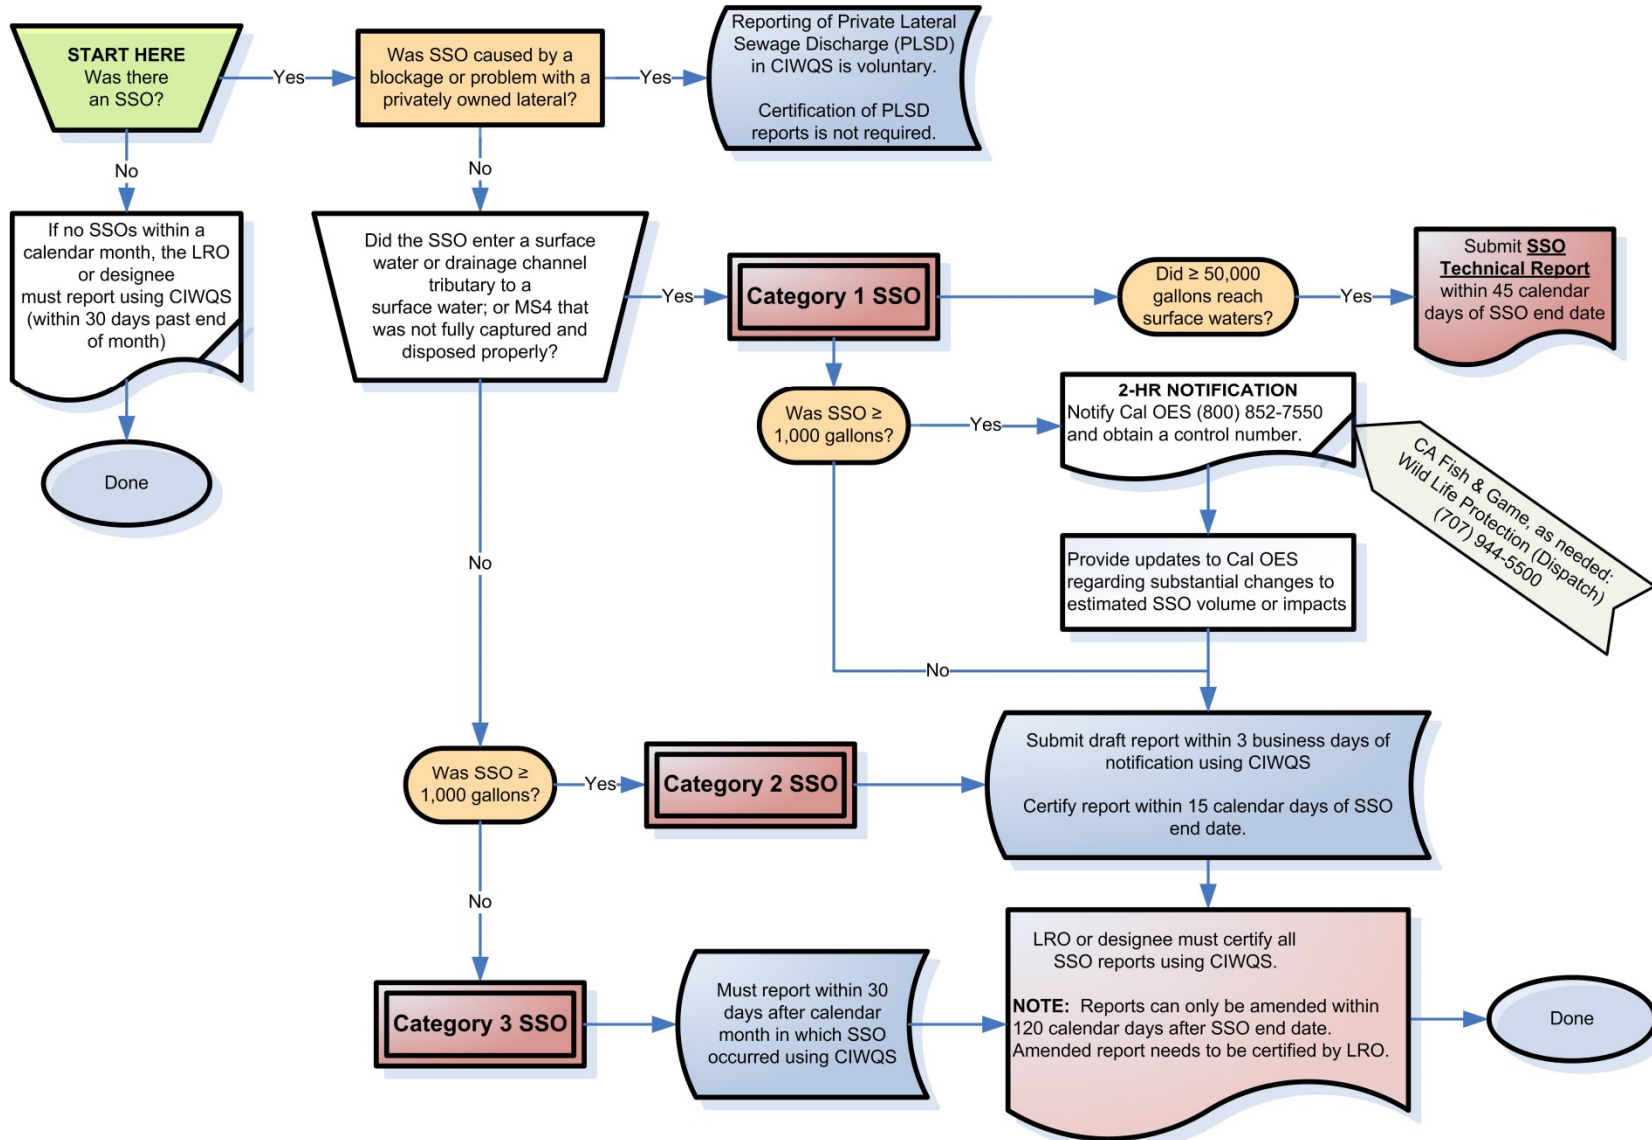 START HERE
Was there
an SSO?
Yes
Was SSO caused by a
blockage or problem with a
privately owned lateral?
Yes
Reporting of Private Lateral
Sewage Discharge (PLSD)
in CIWQS is voluntary.
Certification of PLSD
reports is not required.
No
No
If no SSOs within a
calendar month, the LRO
or designee
must report using CIWQS
(within 30 days past end
of month)
Done
Did the SSO enter a surface
water or drainage channel
tributary to a
surface water; or MS4 that
was not fully captured and
disposed properly?
Yes
Category 1 SSO
Did ≥ 50,000
gallons reach
surface waters?
Yes
Submit SSO
Technical Report
within 45 calendar
days of SSO end date
Was SSO ≥
1,000 gallons?
Yes
2-HR NOTIFICATION
Notify Cal OES (800) 852-7550
and obtain a control number.
CA Fish & Game, as needed:
Wild Life Protection (Dispatch)
(707) 944-5500
Provide updates to Cal OES
regarding substantial changes to
estimated SSO volume or impacts
No
No
Was SSO ≥
1,000 gallons?
Yes
Category 2 SSO
Submit draft report within 3 business days of
notification using CIWQS
Certify report within 15 calendar days of SSO
end date.
No
Category 3 SSO
Must report within 30
days after calendar
month in which SSO
occurred using CIWQS
LRO or designee must certify all
SSO reports using CIWQS.
NOTE: Reports can only be amended within
120 calendar days after SSO end date.
Amended report needs to be certified by LRO.
Done